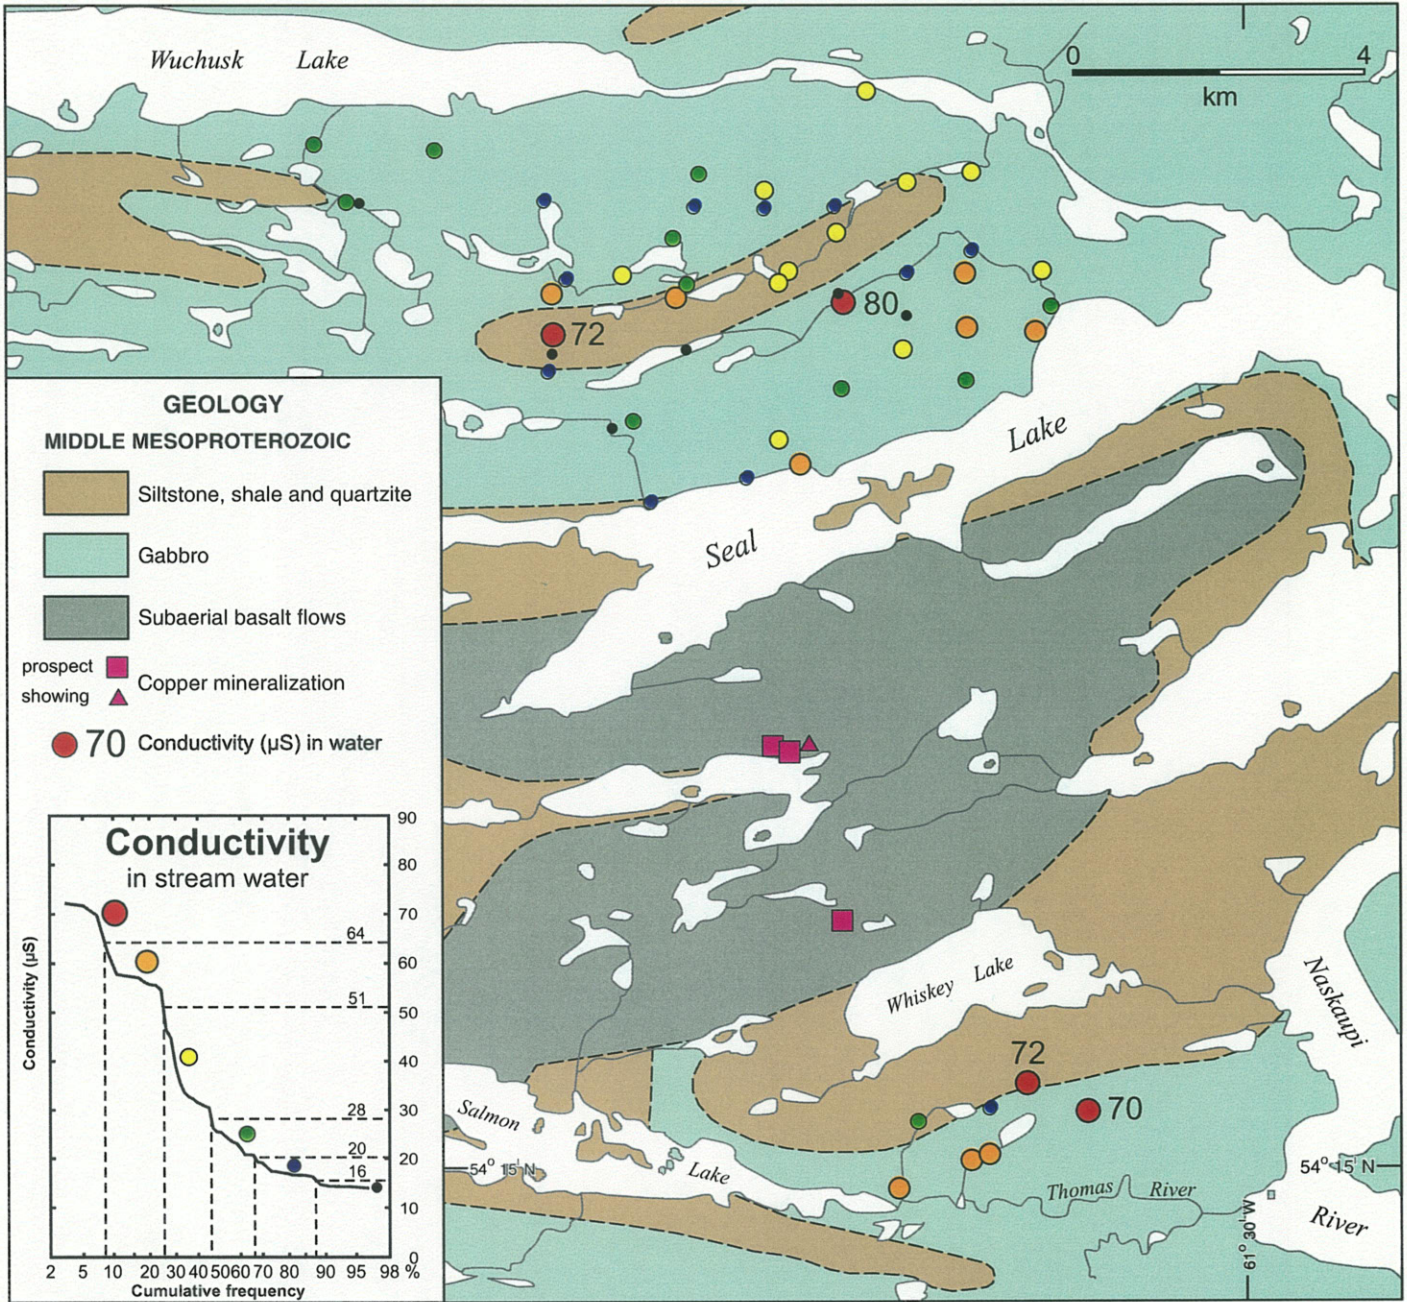 Wuchusk Lake
0 4
km
80
72
Lake
Seal
GEOLOGY
MIDDLE MESOPROTEROZOIC
Siltstone, shale and quartzite
Gabbro
Subaerial basalt flows
prospect
showing
Copper mineralization
70 Conductivity (µS) in water
Conductivity
in stream water
Conductivity (µS)
90
80
70
60
50
40
30
20
10
0
64
51
28
20
16
2 5 10 20 30 40 50 60 70 80 90 95 98 %
Cumulative frequency
Whiskey Lake
Naskaupi
72
70
Salmon
Lake
54° 15' N
54° 15' N
Thomas River
River
61° 30' W